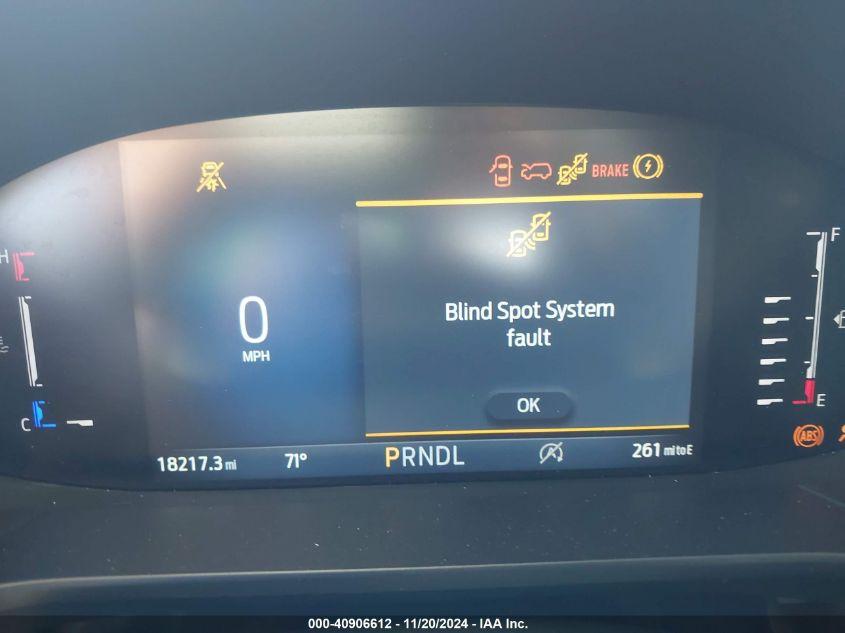 BRAKE
H
F
Blind Spot System
fault
0
MPH
OK
C
E
ABS
18217.3 mi
71°
PRNDL
261 mi to E
000-40906612 - 11/20/2024 - IAA Inc.